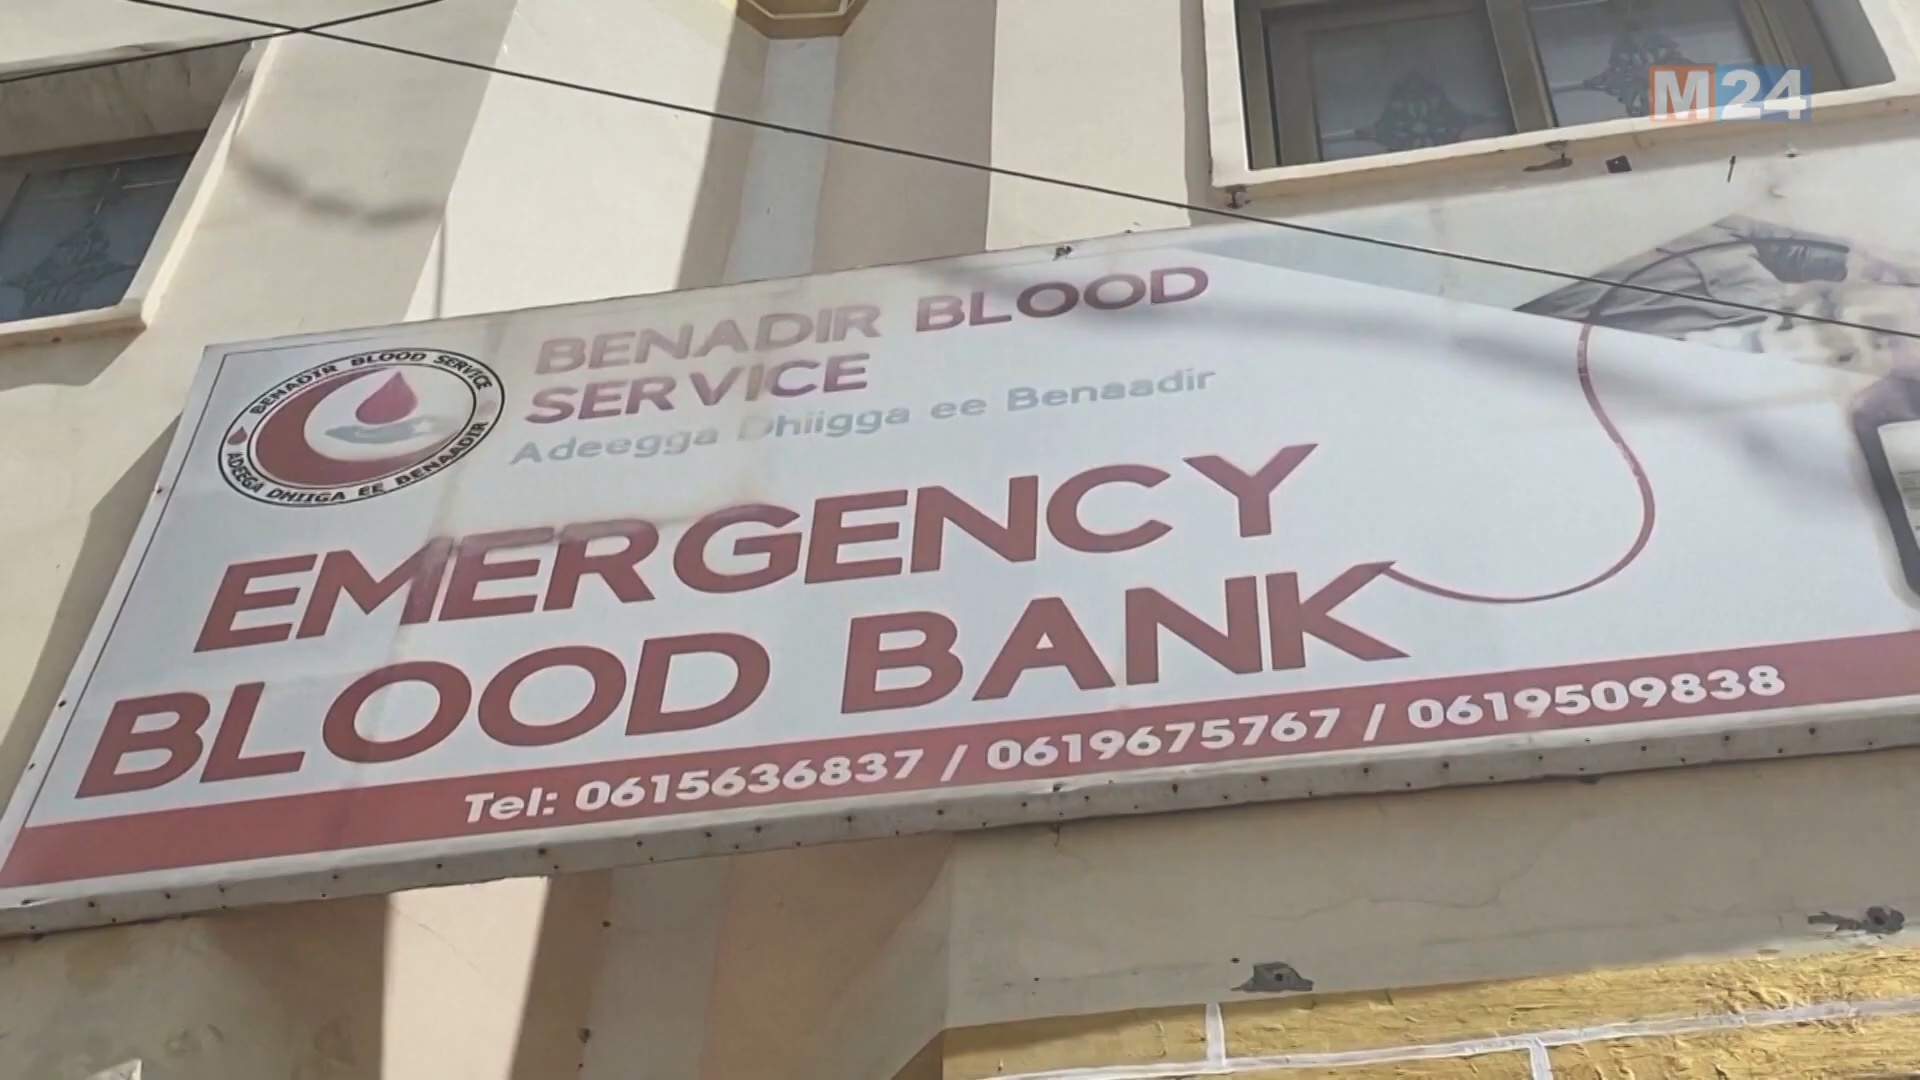 M24
BENADIR BLOOD SERVICE
ADEEGA DHIIGA EE BENAADIR
BENADIR BLOOD
SERVICE
Adeegga Dhiigga ee Benaadir
EMERGENCY
BLOOD BANK
Tel: 0615636837 / 0619675767 / 0619509838